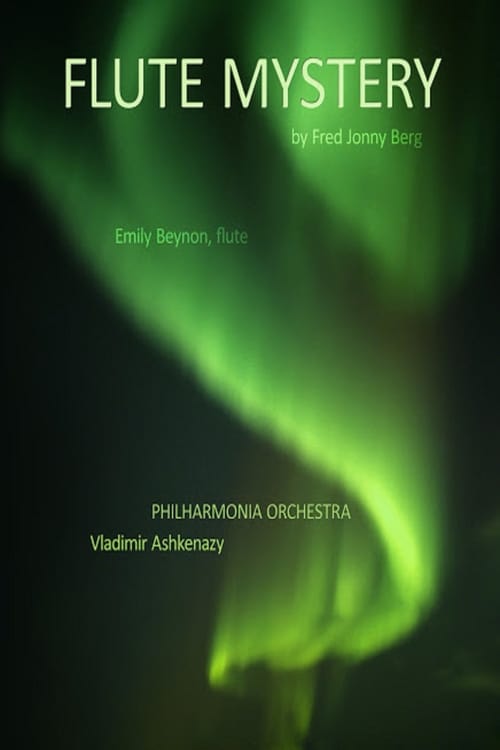 FLUTE MYSTERY
by Fred Jonny Berg
Emily Beynon, flute
PHILHARMONIA ORCHESTRA
Vladimir Ashkenazy